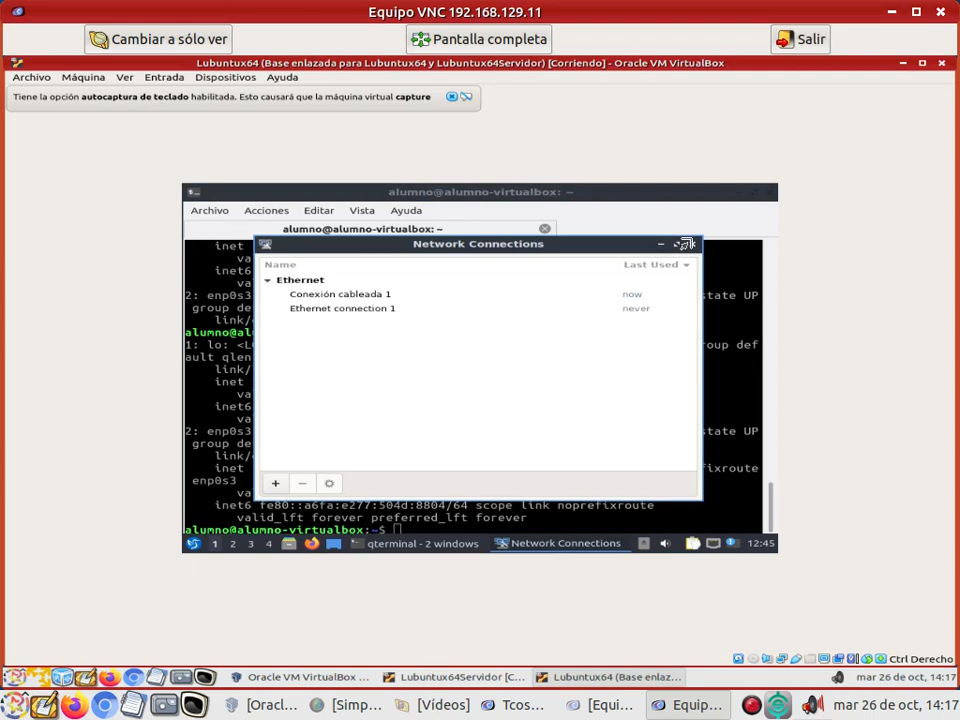 Equipo VNC 192.168.129.11
Cambiar a sólo ver
Pantalla completa
Salir
Lubuntux64 (Base enlazada para Lubuntux64 y Lubuntux64Servidor) [Corriendo] - Oracle VM VirtualBox
Archivo Máquina Ver Entrada Dispositivos Ayuda
Tiene la opción autocaptura de teclado habilitada. Esto causará que la máquina virtual capture
alumno@alumno-virtualbox: ~
Archivo Acciones Editar Vista Ayuda
alumno@alumno-virtualbox: ~
inet
Network Connections
va
Name Last Used
inet6
Ethernet
va
Conexión cableada 1 now
2: enp0s3 state UP
Ethernet connection 1 never
group de
link/
alumno@al
1: lo: <L oup def
ault qlen
link/
inet
va
inet6
va
2: enp0s3 state UP
group de
link/
inet fixroute
enp0s3
va
inet6 fe80::a6fa:e277:504d:8804/64 scope link noprefixroute
valid_lft forever preferred_lft forever
alumno@alumno-virtualbox:~$
1 2 3 4 qterminal - 2 windows Network Connections 12:45
Ctrl Derecho
Oracle VM VirtualBox ... Lubuntux64Servidor) [C... Lubuntux64 (Base enlaz... mar 26 de oct, 14:17
[Oracl... [Simp... [Vídeos] Tcos... [Equi... Equip... mar 26 de oct, 14:17